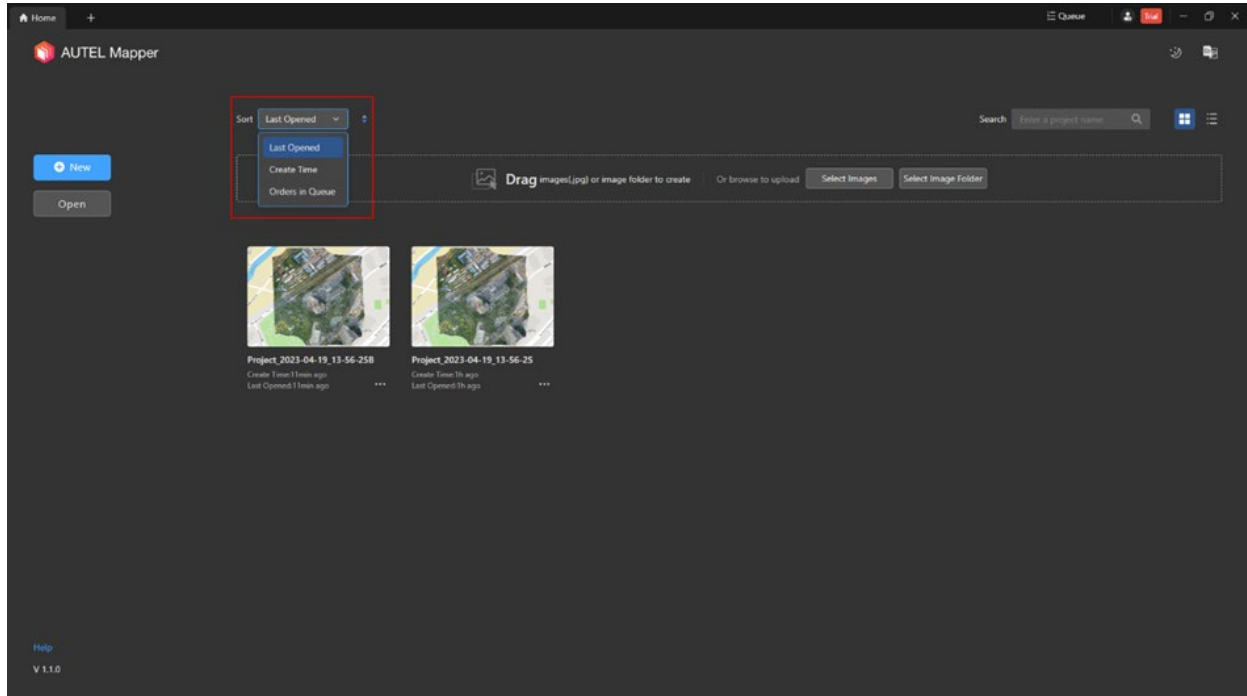 Home
+
Queue
Trial
AUTEL Mapper
Sort
Last Opened
Search
Enter a project name
Last Opened
Create Time
Orders in Queue
New
Open
Drag images(.jpg) or image folder to create
Or browse to upload
Select Images
Select Image Folder
Project_2023-04-19_13-56-25B
Create Time:11min ago
Last Opened:11min ago
Project_2023-04-19_13-56-25
Create Time:1h ago
Last Opened:1h ago
Help
V 1.1.0